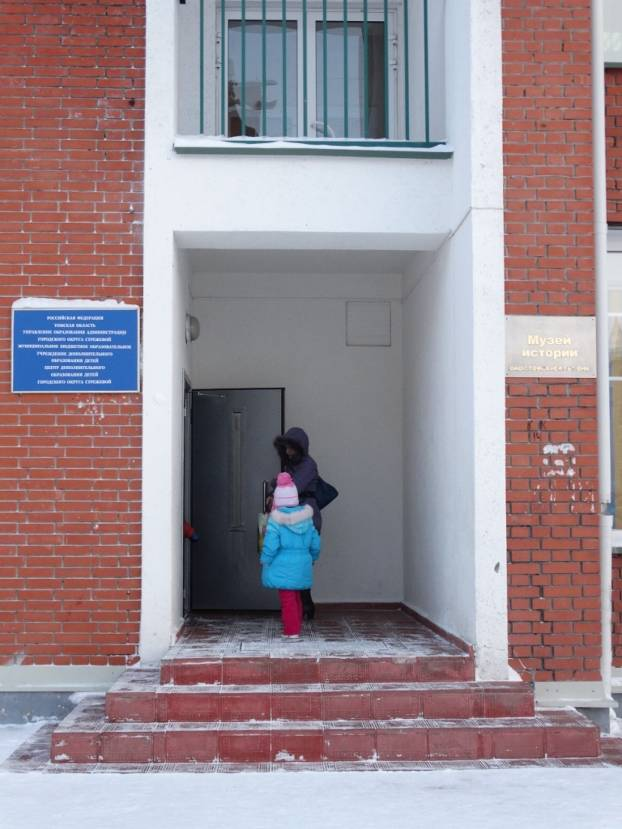 РОССИЙСКАЯ ФЕДЕРАЦИЯ
ТОМСКАЯ ОБЛАСТЬ
УПРАВЛЕНИЕ ОБРАЗОВАНИЯ АДМИНИСТРАЦИИ
ГОРОДСКОГО ОКРУГА СТРЕЖЕВОЙ
МУНИЦИПАЛЬНОЕ БЮДЖЕТНОЕ ОБРАЗОВАТЕЛЬНОЕ
УЧРЕЖДЕНИЕ ДОПОЛНИТЕЛЬНОГО
ОБРАЗОВАНИЯ ДЕТЕЙ
ЦЕНТР ДОПОЛНИТЕЛЬНОГО
ОБРАЗОВАНИЯ ДЕТЕЙ
ГОРОДСКОГО ОКРУГА СТРЕЖЕВОЙ
Музей
истории